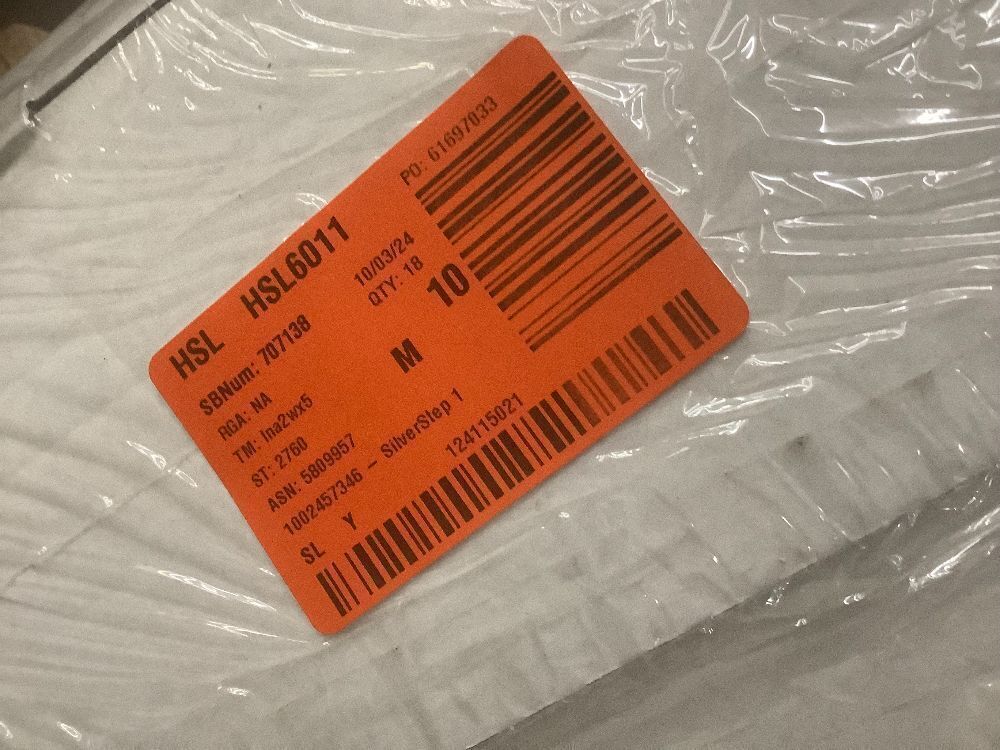 HSL HSL6011
PO: 61697033
SBNum: 707138
10/03/24
RGA: NA
QTY: 18
TM: lna2wx5
M 10
ST: 2760
ASN: 5809957
1002457346 – SilverStep 1
SL Y 124115021